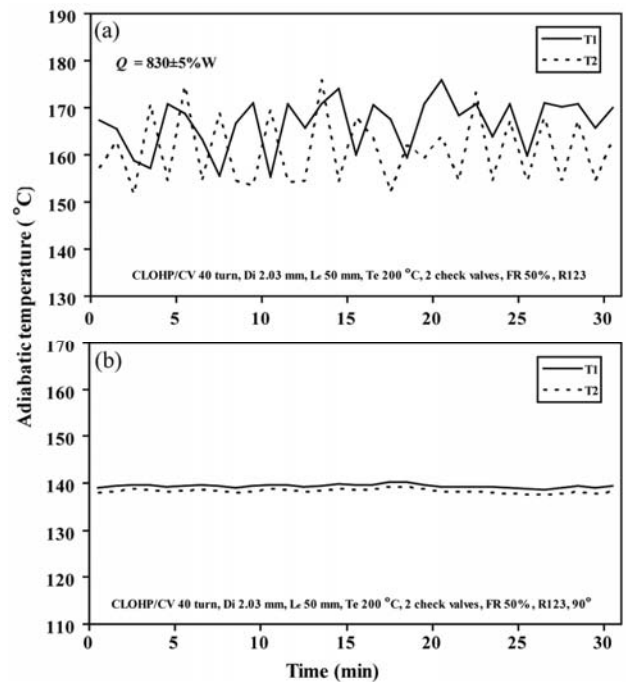 Adiabatic temperature ( °C)
(a)
Q = 830±5%W
T1
T2
190
180
170
160
150
140
130
0
5
10
15
20
25
30
CLOHP/CV 40 turn, Di 2.03 mm, Le 50 mm, Te 200 °C, 2 check valves, FR 50% , R123
(b)
T1
T2
170
160
150
140
130
120
110
CLOHP/CV 40 turn, Di 2.03 mm, Le 50 mm, Te 200 °C, 2 check valves, FR 50% , R123, 90°
0
5
10
15
20
25
30
Time (min)